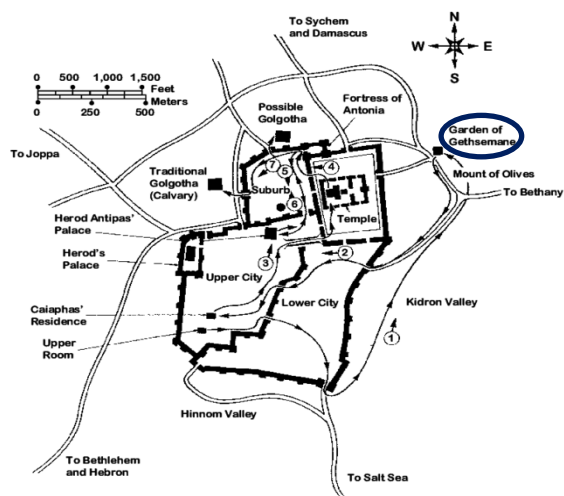 To Sychem
and Damascus
N
W
E
S
0 500 1,000 1,500
Feet
Meters
0 250 500
Possible
Golgotha
Fortress of
Antonia
Garden of
Gethsemane
To Joppa
7
5
4
Mount of Olives
Traditional
Golgotha
(Calvary)
Suburb
To Bethany
6
Herod Antipas'
Palace
Temple
Herod's
Palace
3
2
Upper City
Lower City
Kidron Valley
Caiaphas'
Residence
1
Upper
Room
Hinnom Valley
To Bethlehem
and Hebron
To Salt Sea